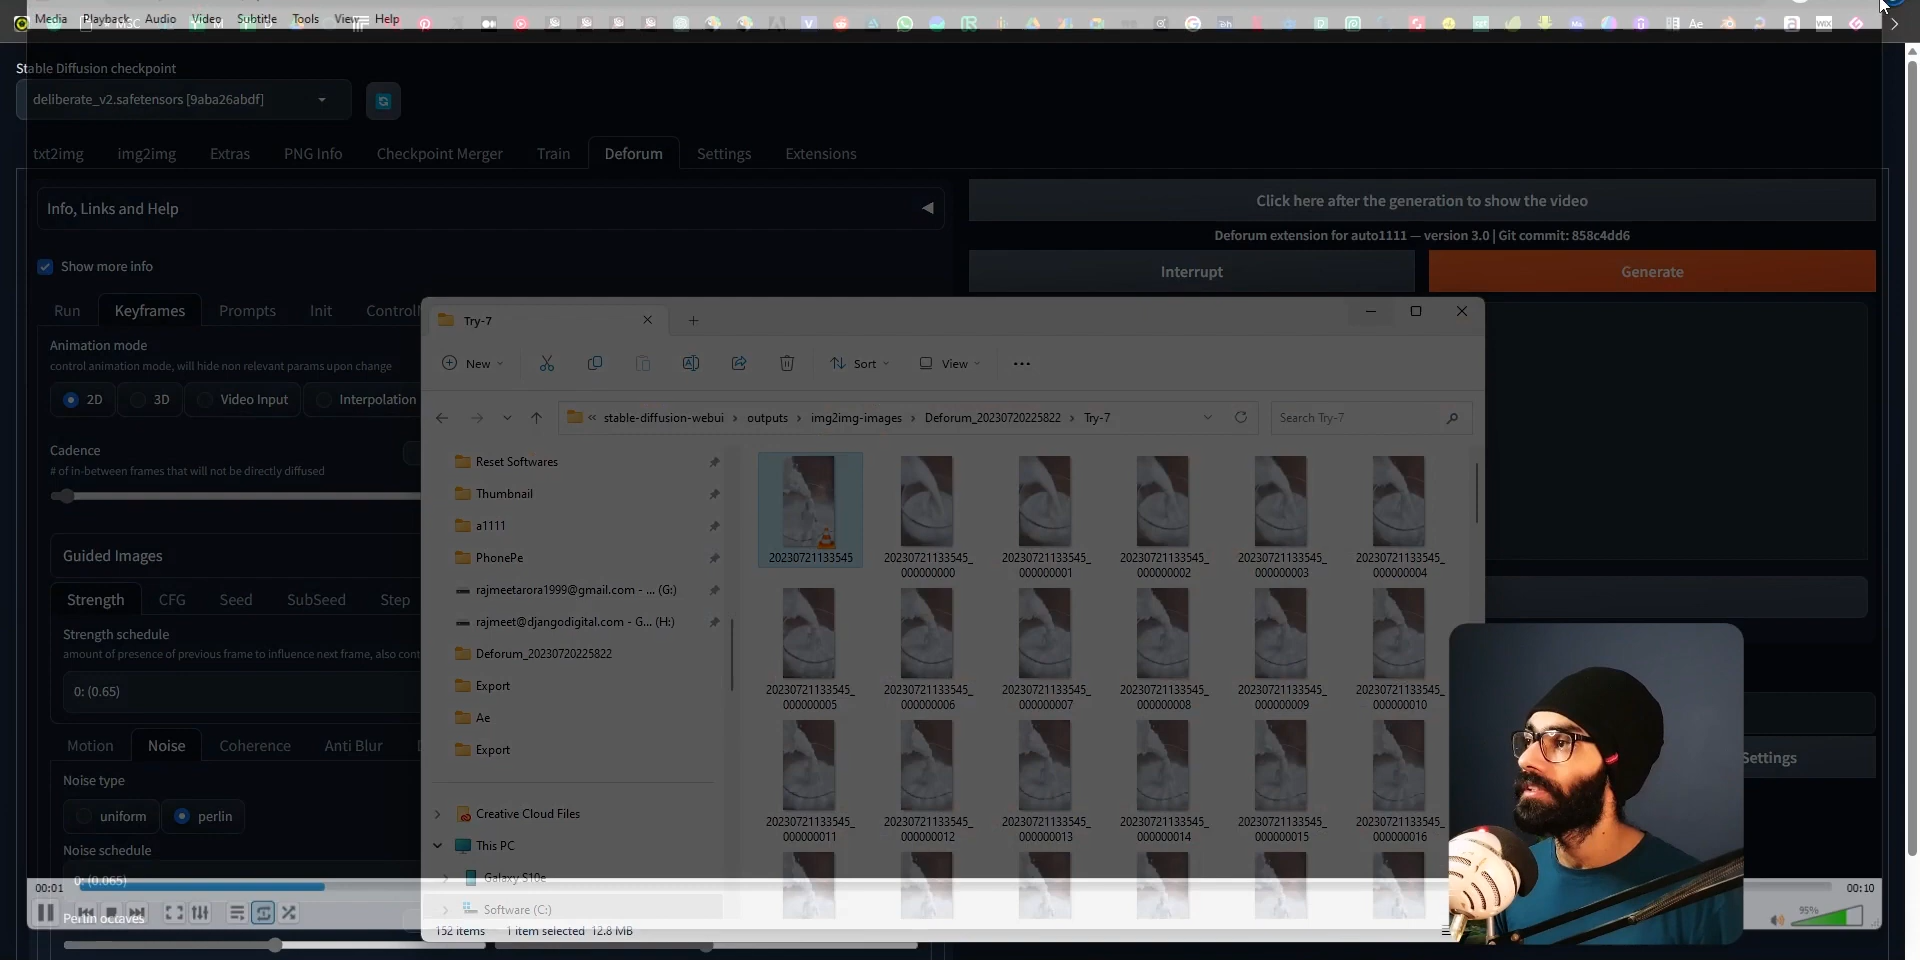 Media Playback Audio Video Subtitle Tools View Help
Stable Diffusion checkpoint
deliberate_v2.safetensors [9aba26abdf]
txt2img img2img Extras PNG Info Checkpoint Merger Train Deforum Settings Extensions
Info, Links and Help
Click here after the generation to show the video
Deforum extension for auto1111 — version 3.0 | Git commit: 858c4dd6
Show more info
Interrupt Generate
Run Keyframes Prompts Init
Animation mode
control animation mode, will hide non relevant params upon change
2D 3D Video Input Interpolation
Cadence
# of in-between frames that will not be directly diffused
Guided Images
Strength CFG Seed SubSeed Step
Strength schedule
amount of presence of previous frame to influence next frame, also
0: (0.65)
Motion Noise Coherence Anti Blur
Noise type
uniform perlin
Noise schedule
0: (0.065)
Perlin octaves
Settings
Try-7
New Sort View
« stable-diffusion-webui › outputs › img2img-images › Deforum_20230720225822 › Try-7
Search Try-7
Reset Softwares
Thumbnail
a1111
PhonePe
rajmeetarora1999@gmail.com - ... (G:)
rajmeet@djangodigital.com - G... (H:)
Deforum_20230720225822
Export
Ae
Export
Creative Cloud Files
This PC
Galaxy S10e
Software (C:)
20230721133545 20230721133545_ 20230721133545_ 20230721133545_ 20230721133545_ 20230721133545_
000000000 000000001 000000002 000000003 000000004
20230721133545_ 20230721133545_ 20230721133545_ 20230721133545_ 20230721133545_ 20230721133545_
000000005 000000006 000000007 000000008 000000009 000000010
20230721133545_ 20230721133545_ 20230721133545_ 20230721133545_ 20230721133545_ 20230721133545_
000000011 000000012 000000013 000000014 000000015 000000016
152 items 1 item selected 12.8 MB
00:01 00:10
95%